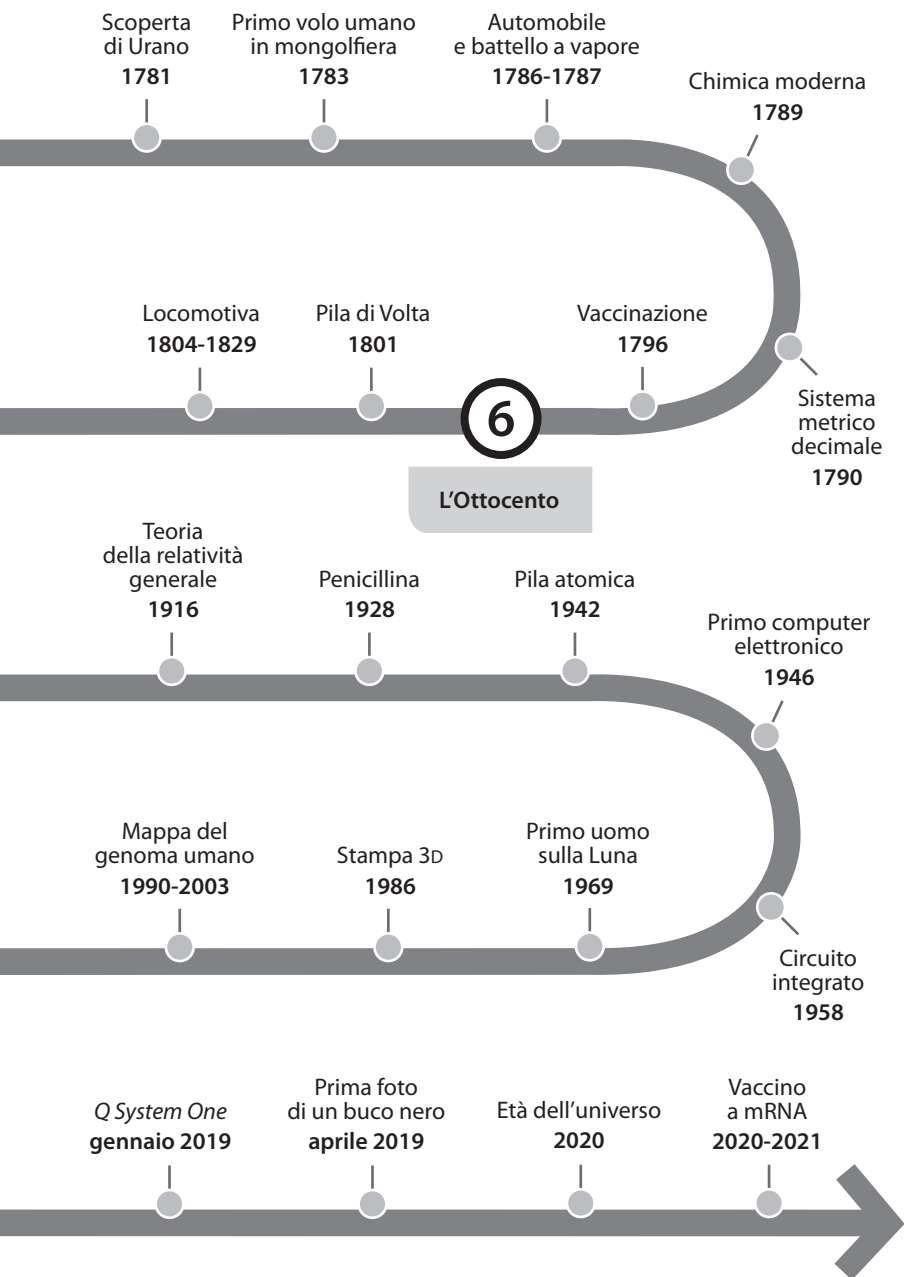 Scoperta
di Urano
1781
Primo volo umano
in mongolfiera
1783
Automobile
e battello a vapore
1786-1787
Chimica moderna
1789
Locomotiva
1804-1829
Pila di Volta
1801
Vaccinazione
1796
Sistema
metrico
decimale
1790
6
L'Ottocento
Teoria
della relatività
generale
1916
Penicillina
1928
Pila atomica
1942
Primo computer
elettronico
1946
Mappa del
genoma umano
1990-2003
Stampa 3D
1986
Primo uomo
sulla Luna
1969
Circuito
integrato
1958
Q System One
gennaio 2019
Prima foto
di un buco nero
aprile 2019
Età dell'universo
2020
Vaccino
a mRNA
2020-2021